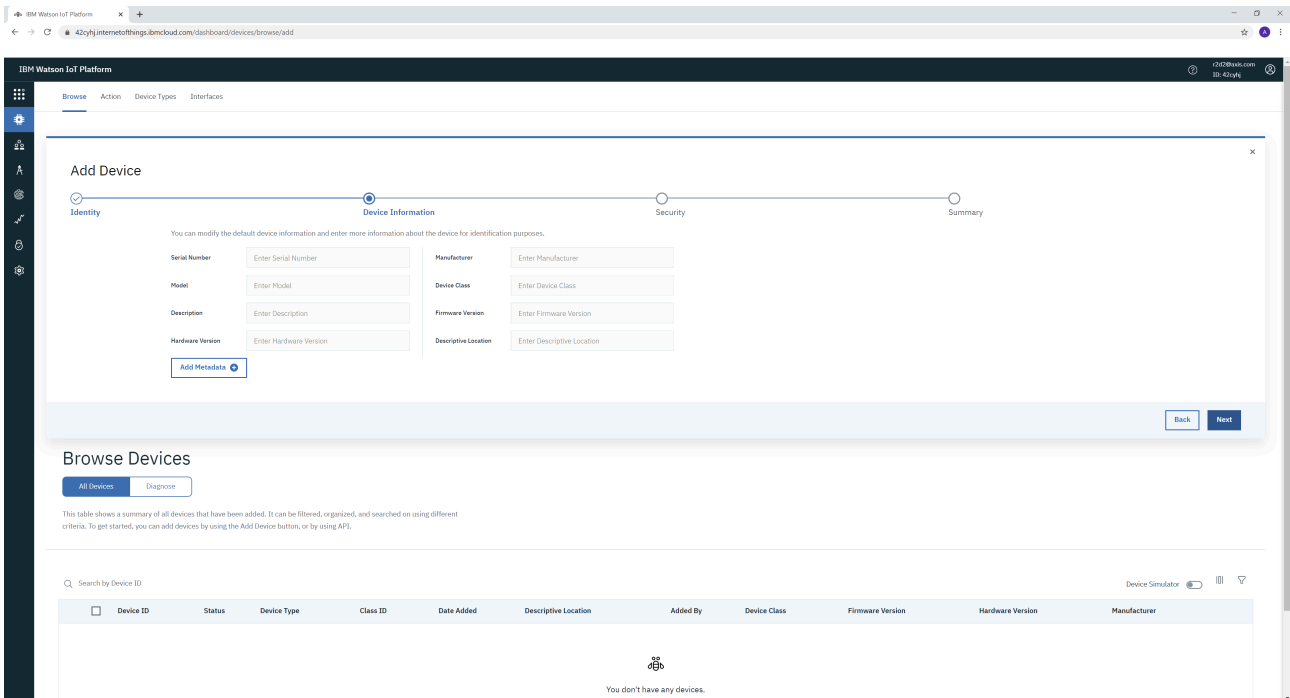 IBM Watson IoT Platform
42cyhj.internetofthings.ibmcloud.com/dashboard/devices/browse/add
A
IBM Watson IoT Platform
r2d2@axis.com
ID: 42cyhj
Browse Action Device Types Interfaces
Add Device
Identity Device Information Security Summary
You can modify the default device information and enter more information about the device for identification purposes.
Serial Number Enter Serial Number Manufacturer Enter Manufacturer
Model Enter Model Device Class Enter Device Class
Description Enter Description Firmware Version Enter Firmware Version
Hardware Version Enter Hardware Version Descriptive Location Enter Descriptive Location
Add Metadata
Back Next
Browse Devices
All Devices Diagnose
This table shows a summary of all devices that have been added. It can be filtered, organized, and searched on using different
criteria. To get started, you can add devices by using the Add Device button, or by using API.
Search by Device ID Device Simulator
Device ID Status Device Type Class ID Date Added Descriptive Location Added By Device Class Firmware Version Hardware Version Manufacturer
You don't have any devices.